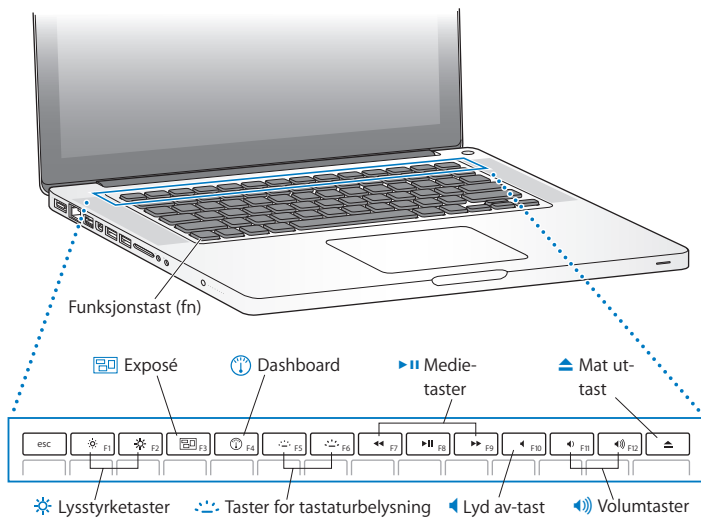 Funksjonstast (fn)
Exposé
Dashboard
Medie-
taster
Mat ut-
tast
esc F1 F2 F3 F4 F5 F6 F7 F8 F9 F10 F11 F12
Lysstyrketaster
Taster for tastaturbelysning
Lyd av-tast
Volumtaster